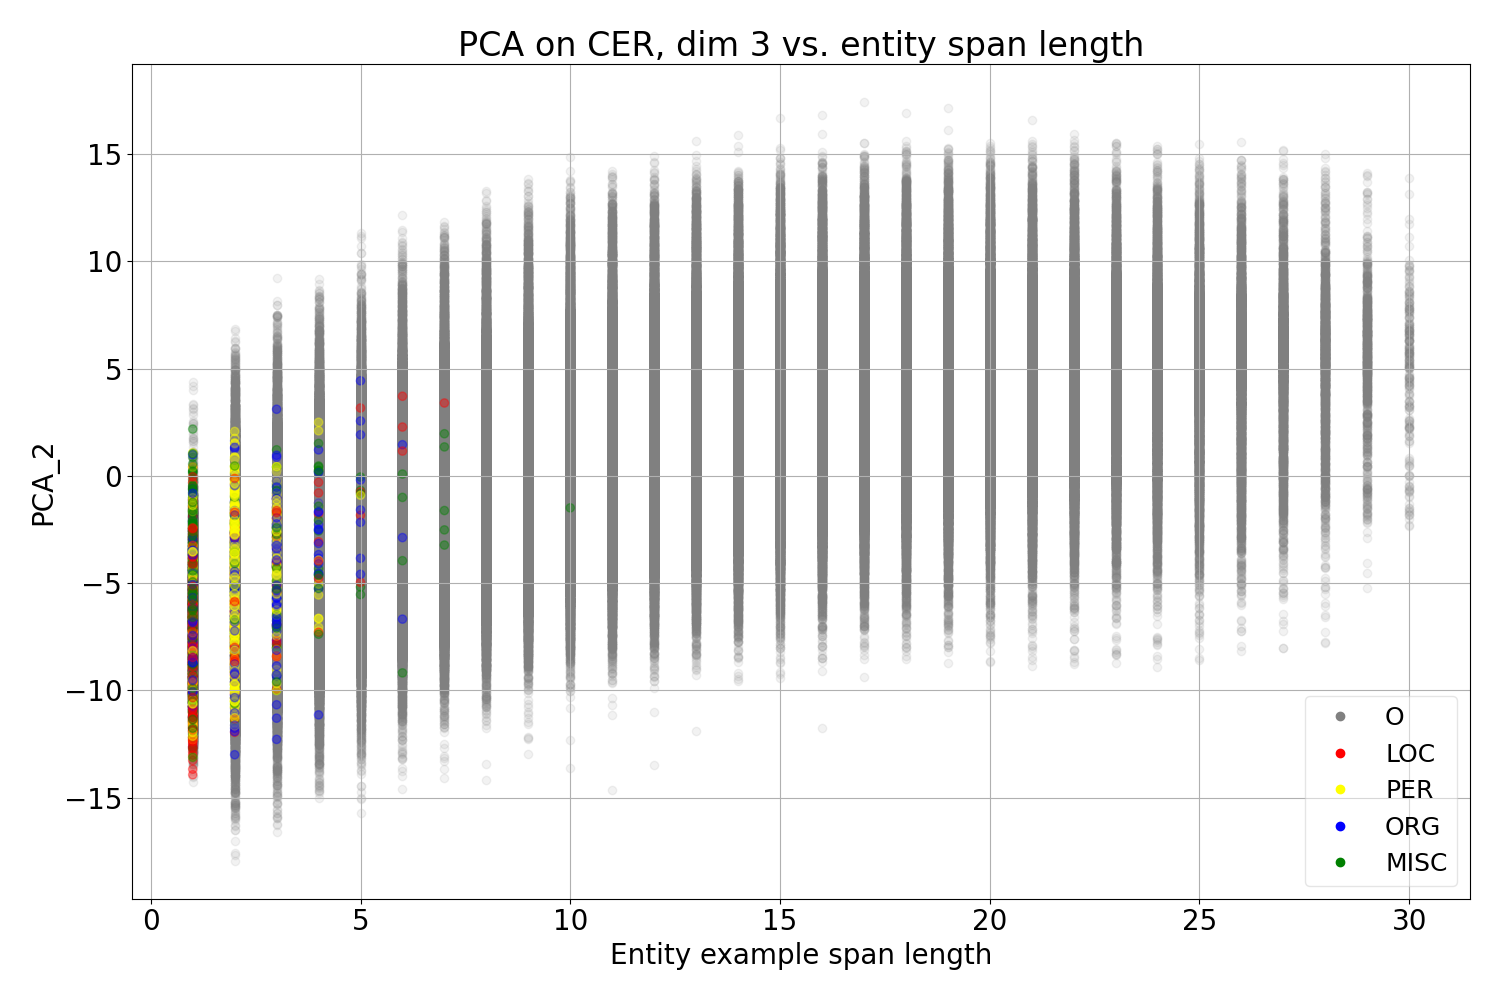 PCA on CER, dim 3 vs. entity span length
PCA_2
15
10
5
0
−5
−10
−15
0 5 10 15 20 25 30
Entity example span length
O
LOC
PER
ORG
MISC